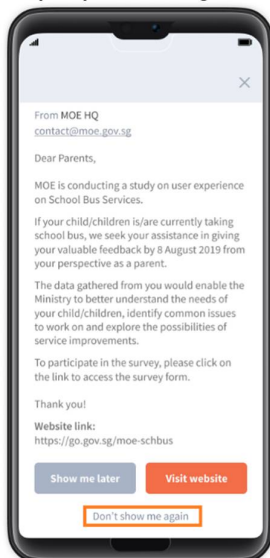 From MOE HQ
contact@moe.gov.sg
Dear Parents,
MOE is conducting a study on user experience
on School Bus Services.
If your child/children is/are currently taking
school bus, we seek your assistance in giving
your valuable feedback by 8 August 2019 from
your perspective as a parent.
The data gathered from you would enable the
Ministry to better understand the needs of
your child/children, identify common issues
to work on and explore the possibilities of
service improvements.
To participate in the survey, please click on
the link to access the survey form.
Thank you!
Website link:
https://go.gov.sg/moe-schbus
Show me later
Visit website
Don't show me again